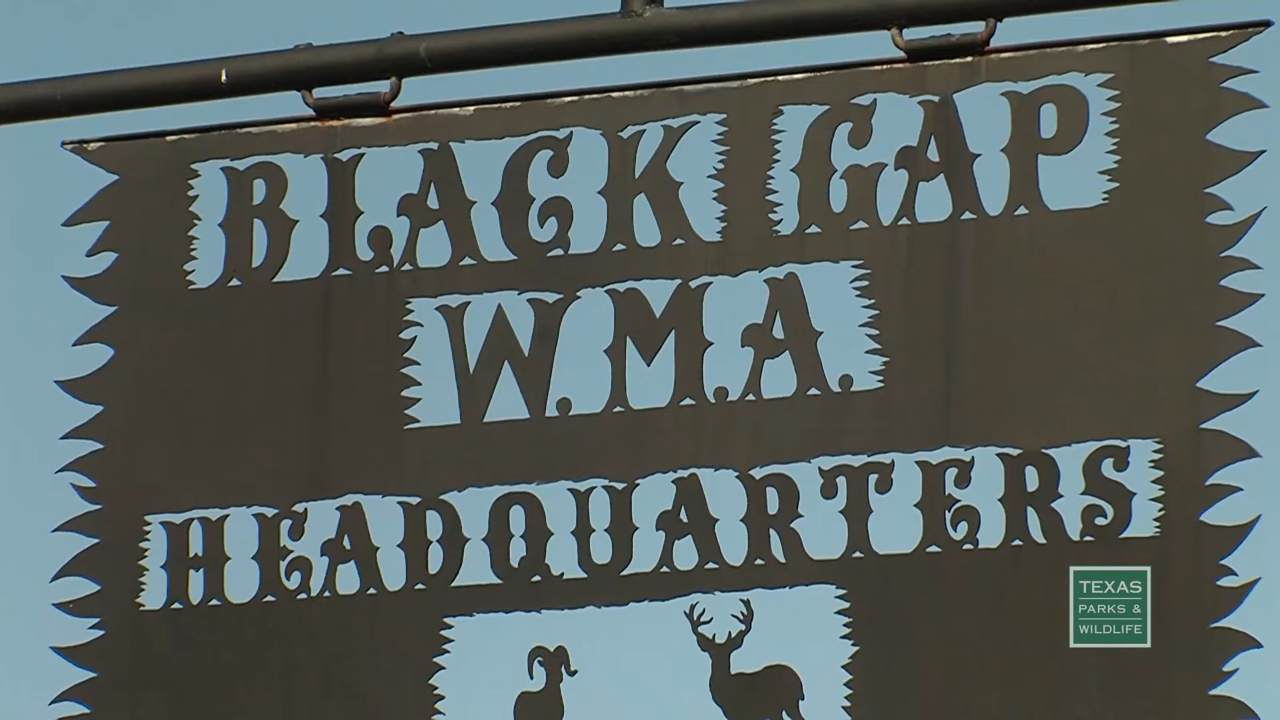 BLACK GAP
W.M.A.
HEADQUARTERS
TEXAS
PARKS &
WILDLIFE